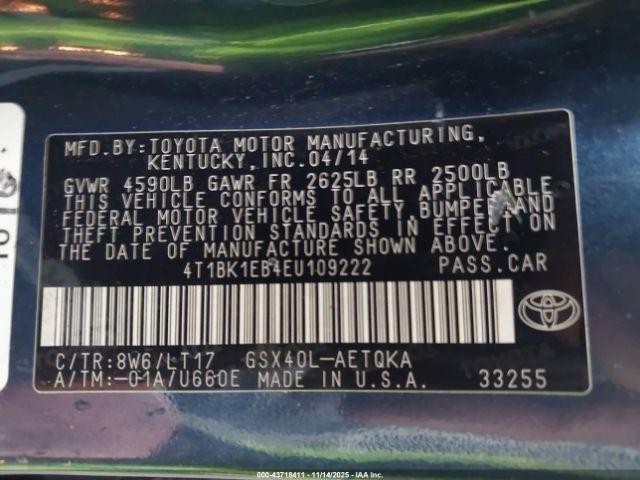 MFD.BY:TOYOTA MOTOR MANUFACTURING,
KENTUCKY,INC.04/14
GVWR 4590LB GAWR FR 2625LB RR 2500LB
THIS VEHICLE CONFORMS TO ALL APPLICABLE
FEDERAL MOTOR VEHICLE SAFETY,BUMPER,AND
THEFT PREVENTION STANDARDS IN EFFECT ON
THE DATE OF MANUFACTURE SHOWN ABOVE.
4T1BK1EB4EU109222 PASS.CAR
C/TR:8W6/LT17 GSX40L-AETQKA
A/TM:-01A/U660E MADE IN U.S.A. 33255
TOYOTA
000-43718411 - 11/14/2025 - IAA, Inc.